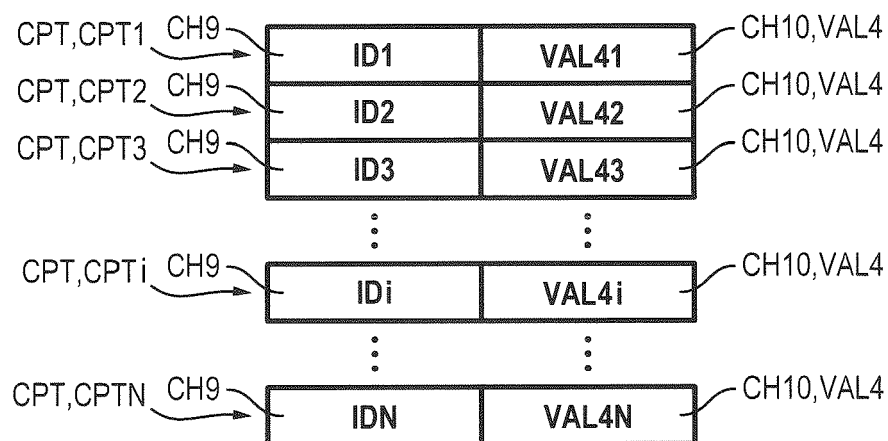 CPT,CPT1 CH9 ID1 VAL41 CH10,VAL4
CPT,CPT2 CH9 ID2 VAL42 CH10,VAL4
CPT,CPT3 CH9 ID3 VAL43 CH10,VAL4
CPT,CPTi CH9 IDi VAL4i CH10,VAL4
CPT,CPTN CH9 IDN VAL4N CH10,VAL4